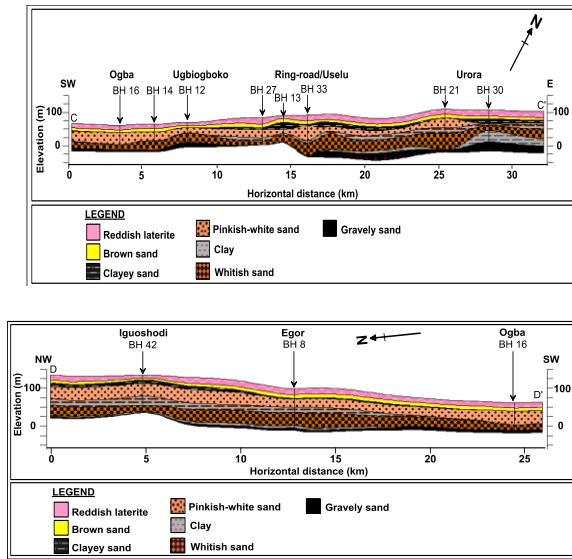 N
SW Ogba Ugbiogboko Ring-road/Uselu Urora E
BH 16 BH 14 BH 12 BH 27 BH 13 BH 33 BH 21 BH 30
C C'
Elevation (m)
100 100
0 0
0 5 10 15 20 25 30
Horizontal distance (km)
LEGEND
Reddish laterite Pinkish-white sand Gravely sand
Brown sand Clay
Clayey sand Whitish sand
Iguoshodi Egor Ogba
BH 42 BH 8 BH 16
N
NW SW
D D'
Elevation (m)
100 100
0 0
0 5 10 15 20 25
Horizontal distance (km)
LEGEND
Reddish laterite Pinkish-white sand Gravely sand
Brown sand Clay
Clayey sand Whitish sand